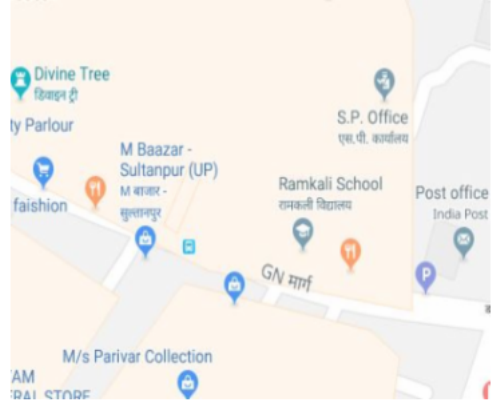 Divine Tree
डिवाइन ट्री
ty Parlour
S.P. Office
एस.पी. कार्यालय
M Baazar -
Sultanpur (UP)
M बाजार -
सुल्तानपुर
Ramkali School
रामकली विद्यालय
Post office
India Post
faishion
P
GN मार्ग
M/s Parivar Collection
AM
RAL STORE